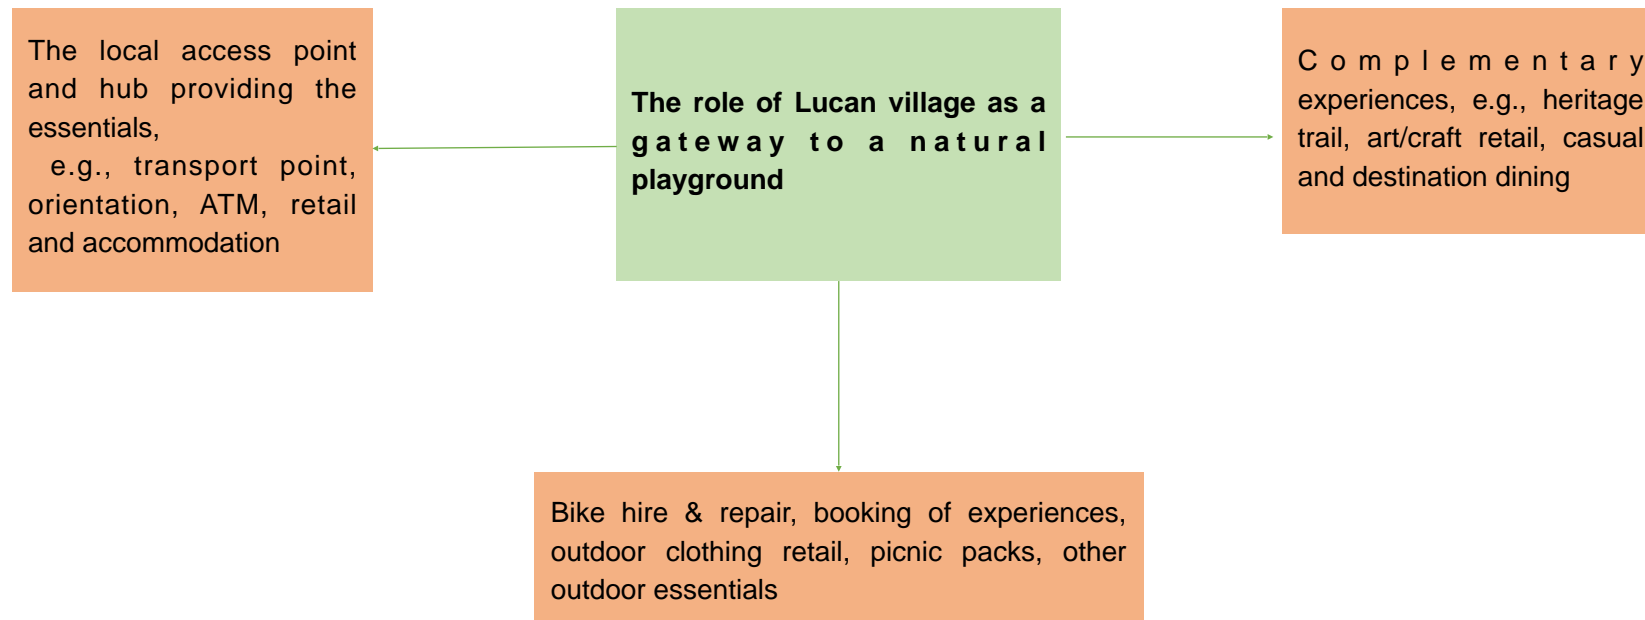 The local access point
and hub providing the
essentials,
e.g., transport point,
orientation, ATM, retail
and accommodation
The role of Lucan village as a
gateway to a natural
playground
Complementary
experiences, e.g., heritage
trail, art/craft retail, casual
and destination dining
Bike hire & repair, booking of experiences,
outdoor clothing retail, picnic packs, other
outdoor essentials